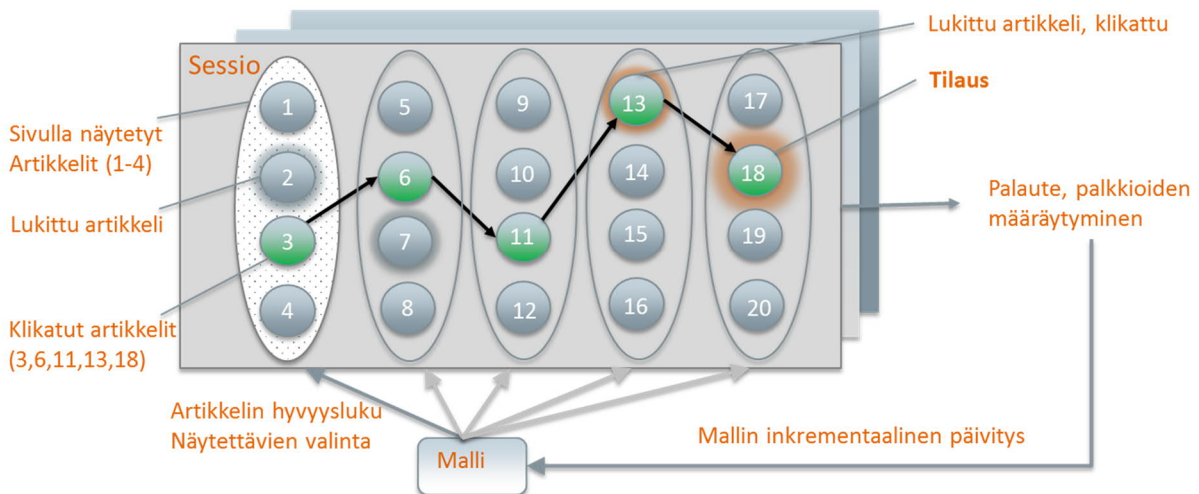 Sessio
Lukittu artikkeli, klikattu
Tilaus
Sivulla näytetyt
Artikkelit (1-4)
Lukittu artikkeli
Klikatut artikkelit
(3,6,11,13,18)
1
2
3
4
5
6
7
8
9
10
11
12
13
14
15
16
17
18
19
20
Palaute, palkkioiden
määräytyminen
Artikkelin hyvyysluku
Näytettävien valinta
Malli
Mallin inkrementaalinen päivitys